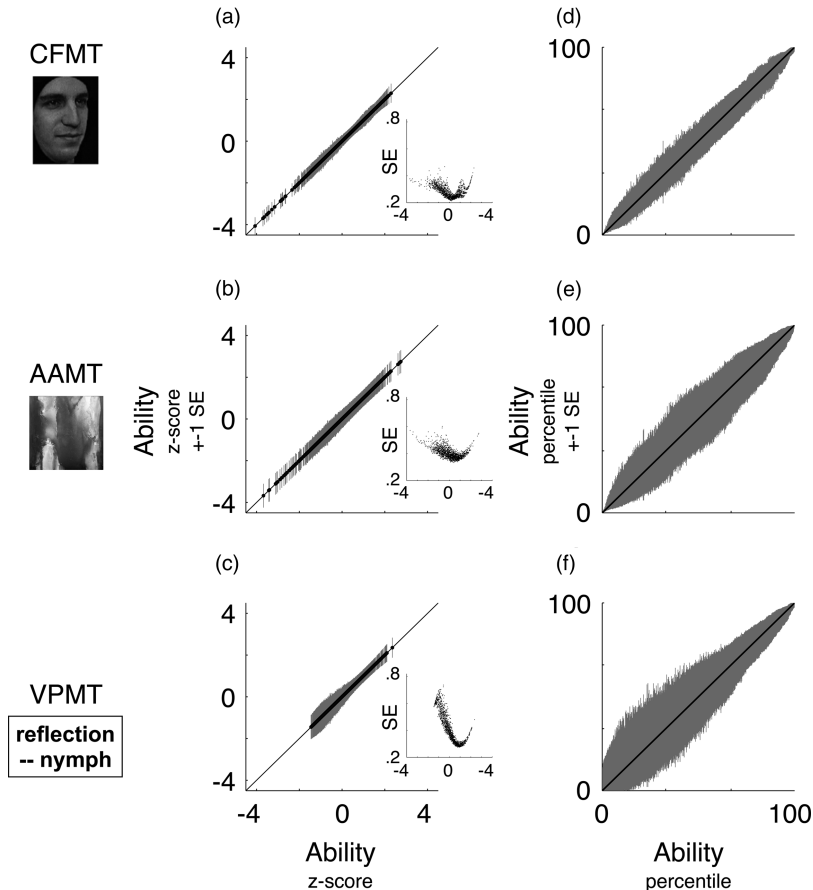 (a)
(d)
CFMT
4
0
-4
.8
SE
.2
-4
0
-4
100
0
(b)
(e)
AAMT
Ability
z-score
+-1 SE
4
0
-4
.8
SE
.2
-4
0
-4
Ability
percentile
+-1 SE
100
0
(c)
(f)
VPMT
reflection
-- nymph
4
0
-4
.8
SE
.2
-4
0
-4
100
0
-4
0
4
0
100
Ability
z-score
Ability
percentile